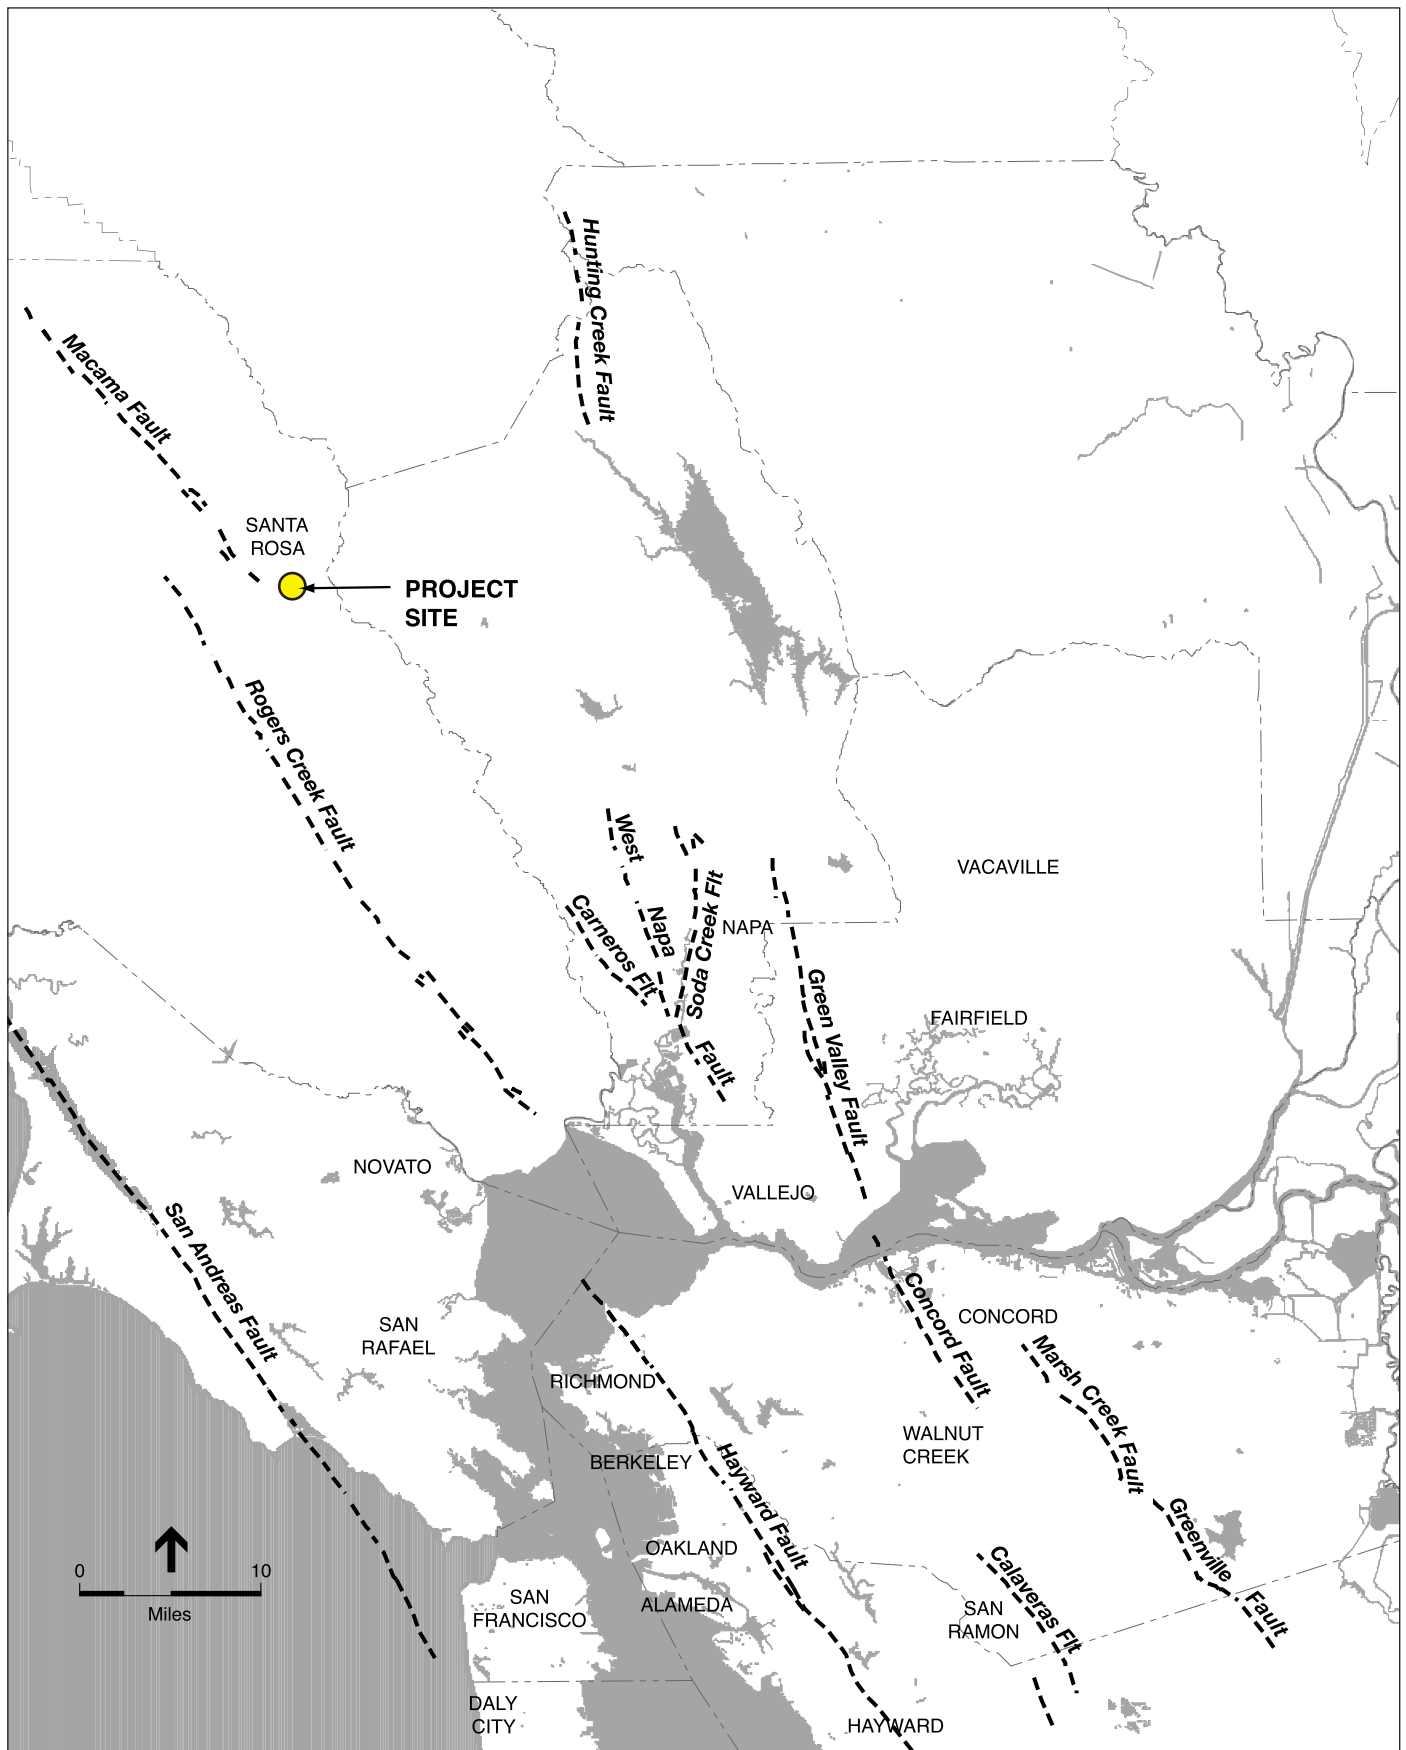 Hunting Creek Fault
Macama Fault
SANTA
ROSA
PROJECT
SITE
Rogers Creek Fault
West
Napa
Fault
Carneros Flt
Soda Creek Flt
NAPA
VACAVILLE
Green Valley Fault
FAIRFIELD
NOVATO
VALLEJO
San Andreas Fault
Concord Fault
CONCORD
SAN
RAFAEL
Marsh Creek Fault
RICHMOND
WALNUT
CREEK
BERKELEY
Hayward Fault
Greenville
Fault
OAKLAND
Calaveras Flt
0
10
Miles
SAN
FRANCISCO
ALAMEDA
SAN
RAMON
DALY
CITY
HAYWARD